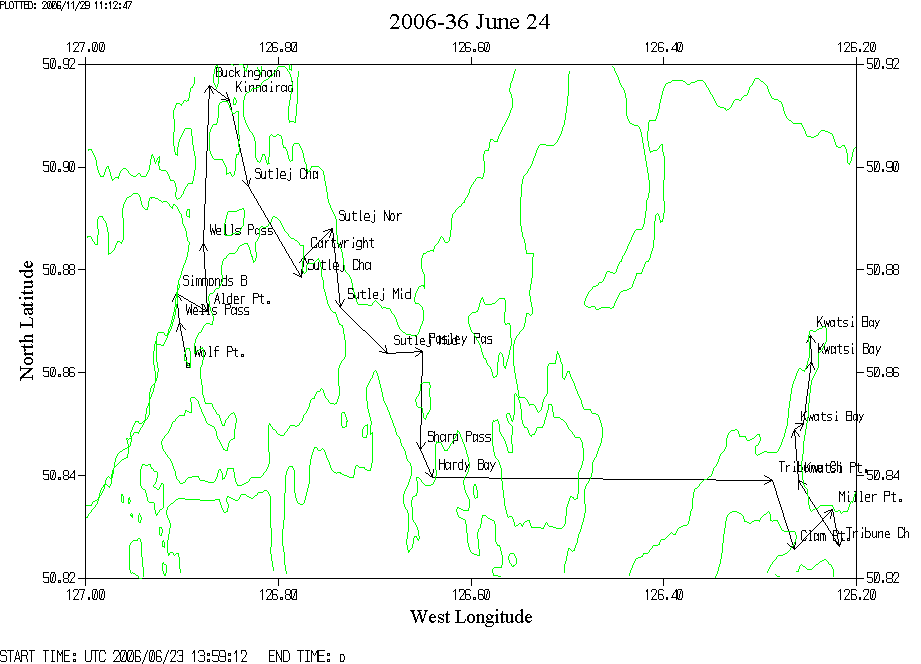 PLOTTED: 2006/11/29 11:12:47
2006-36 June 24
127.00 126.80 126.60 126.40 126.20
50.92 50.92
Buckingham
Kinnairad
50.90 50.90
Sutlej Cha
Sutlej Nor
Wells Pass
Cartwright
50.88 Sutlej Cha 50.88
Simmonds B
Sutlej Mid
Alder Pt.
Wells Pass
Kwatsi Bay
Sutlej Mid Pasley Pas
Wolf Pt. Kwatsi Bay
50.86 50.86
Kwatsi Bay
Sharp Pass
Hardy Bay Tribune Ch Kwatsi Pt.
50.84 50.84
Miller Pt.
Clam Pt. Tribune Ch
50.82 50.82
127.00 126.80 126.60 126.40 126.20
North Latitude
West Longitude
START TIME: UTC 2006/06/23 13:59:12 END TIME: 0